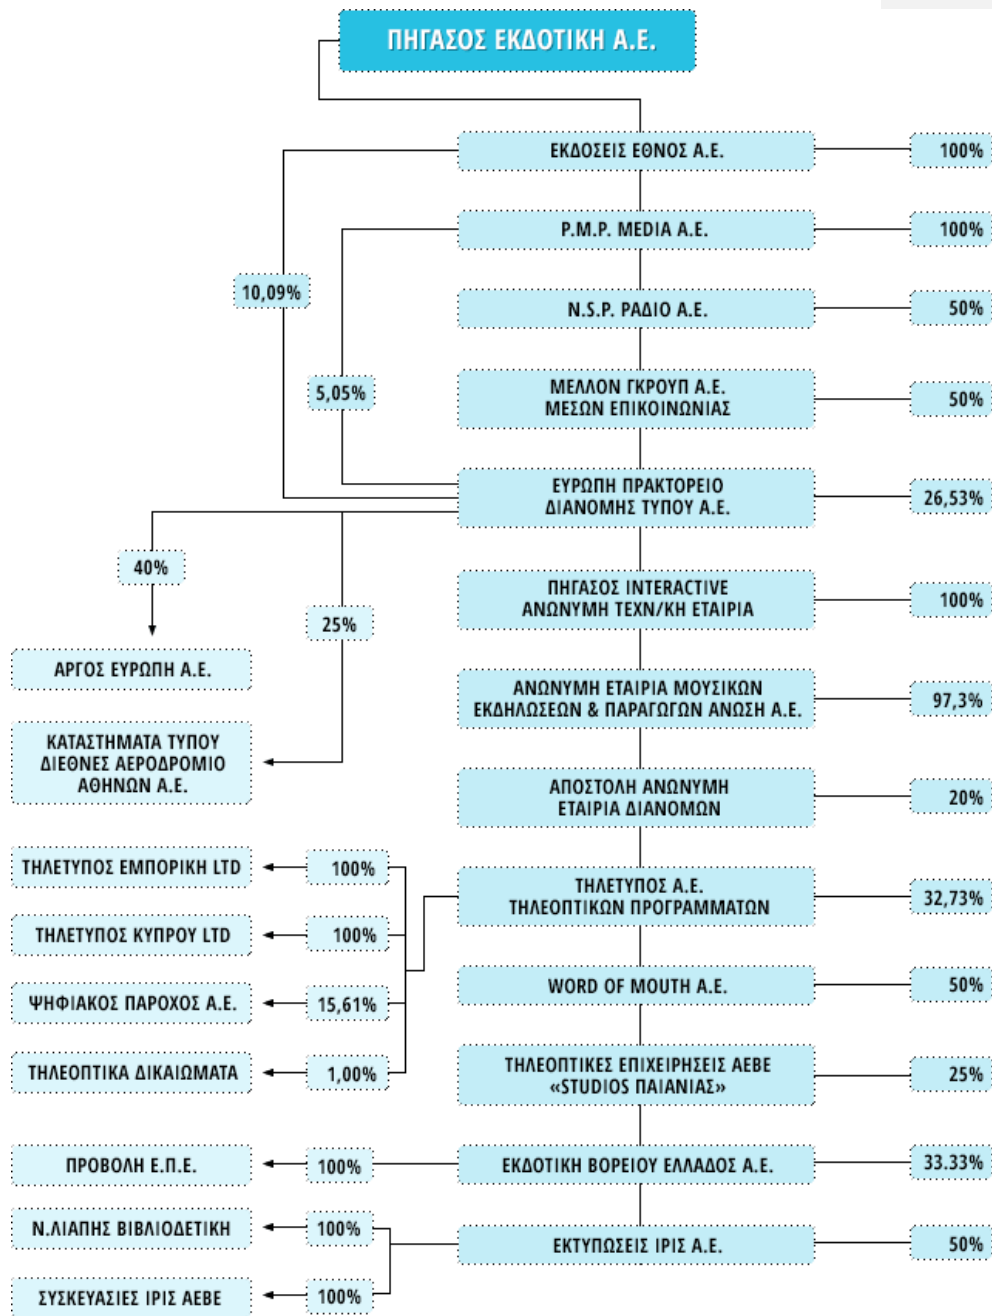 ΠΗΓΑΣΟΣ ΕΚΔΟΤΙΚΗ Α.Ε.
ΕΚΔΟΣΕΙΣ ΕΘΝΟΣ Α.Ε.
100%
P.M.P. MEDIA A.E.
100%
10,09%
N.S.P. ΡΑΔΙΟ Α.Ε.
50%
5,05%
ΜΕΛΛΟΝ ΓΚΡΟΥΠ Α.Ε.
ΜΕΣΩΝ ΕΠΙΚΟΙΝΩΝΙΑΣ
50%
ΕΥΡΩΠΗ ΠΡΑΚΤΟΡΕΙΟ
ΔΙΑΝΟΜΗΣ ΤΥΠΟΥ Α.Ε.
26,53%
40%
ΠΗΓΑΣΟΣ INTERACTIVE
ΑΝΩΝΥΜΗ ΤΕΧΝ/ΚΗ ΕΤΑΙΡΙΑ
100%
25%
ΑΡΓΟΣ ΕΥΡΩΠΗ Α.Ε.
ΑΝΩΝΥΜΗ ΕΤΑΙΡΙΑ ΜΟΥΣΙΚΩΝ
ΕΚΔΗΛΩΣΕΩΝ & ΠΑΡΑΓΩΓΩΝ ΑΝΩΣΗ Α.Ε.
97,3%
ΚΑΤΑΣΤΗΜΑΤΑ ΤΥΠΟΥ
ΔΙΕΘΝΕΣ ΑΕΡΟΔΡΟΜΙΟ
ΑΘΗΝΩΝ Α.Ε.
ΑΠΟΣΤΟΛΗ ΑΝΩΝΥΜΗ
ΕΤΑΙΡΙΑ ΔΙΑΝΟΜΩΝ
20%
ΤΗΛΕΤΥΠΟΣ ΕΜΠΟΡΙΚΗ LTD
100%
ΤΗΛΕΤΥΠΟΣ Α.Ε.
ΤΗΛΕΟΠΤΙΚΩΝ ΠΡΟΓΡΑΜΜΑΤΩΝ
32,73%
ΤΗΛΕΤΥΠΟΣ ΚΥΠΡΟΥ LTD
100%
ΨΗΦΙΑΚΟΣ ΠΑΡΟΧΟΣ Α.Ε.
15,61%
WORD OF MOUTH A.E.
50%
ΤΗΛΕΟΠΤΙΚΑ ΔΙΚΑΙΩΜΑΤΑ
1,00%
ΤΗΛΕΟΠΤΙΚΕΣ ΕΠΙΧΕΙΡΗΣΕΙΣ ΑΕΒΕ
«STUDIOS ΠΑΙΑΝΙΑΣ»
25%
ΠΡΟΒΟΛΗ Ε.Π.Ε.
100%
ΕΚΔΟΤΙΚΗ ΒΟΡΕΙΟΥ ΕΛΛΑΔΟΣ Α.Ε.
33.33%
Ν.ΛΙΑΠΗΣ ΒΙΒΛΙΟΔΕΤΙΚΗ
100%
ΕΚΤΥΠΩΣΕΙΣ ΙΡΙΣ Α.Ε.
50%
ΣΥΣΚΕΥΑΣΙΕΣ ΙΡΙΣ ΑΕΒΕ
100%